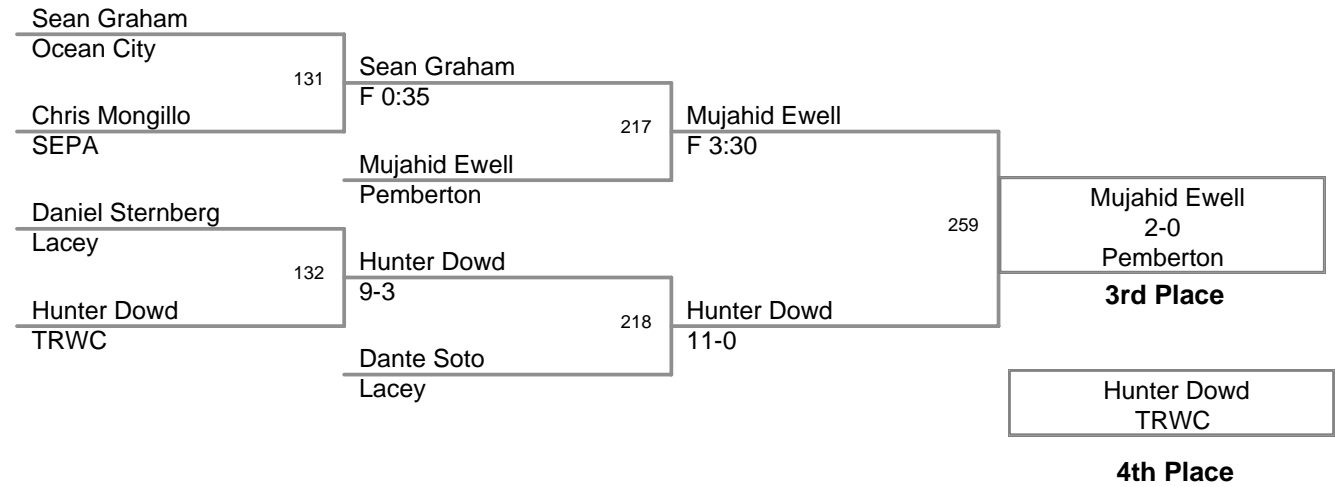 Sean Graham
Ocean City
131
Chris Mongillo
SEPA
Sean Graham
F 0:35
217
Mujahid Ewell
Pemberton
Daniel Sternberg
Lacey
132
Hunter Dowd
TRWC
Hunter Dowd
9-3
218
Dante Soto
Lacey
Mujahid Ewell
F 3:30
259
Hunter Dowd
11-0
Mujahid Ewell
2-0
Pemberton
3rd Place
Hunter Dowd
TRWC
4th Place